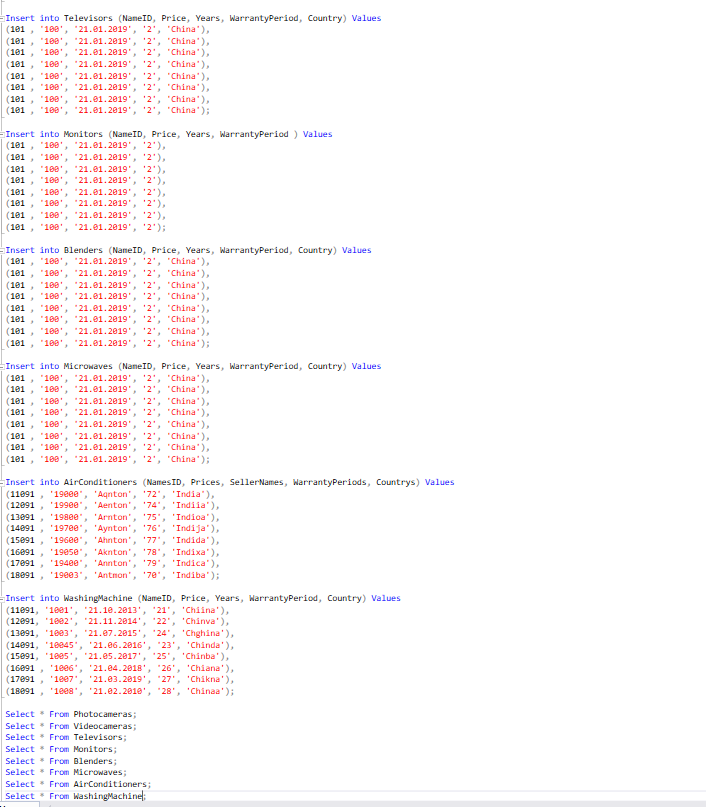 Insert into Televisors (NameID, Price, Years, WarrantyPeriod, Country) Values
(101 , '100', '21.01.2019', '2', 'China'),
(101 , '100', '21.01.2019', '2', 'China'),
(101 , '100', '21.01.2019', '2', 'China'),
(101 , '100', '21.01.2019', '2', 'China'),
(101 , '100', '21.01.2019', '2', 'China'),
(101 , '100', '21.01.2019', '2', 'China'),
(101 , '100', '21.01.2019', '2', 'China'),
(101 , '100', '21.01.2019', '2', 'China');
Insert into Monitors (NameID, Price, Years, WarrantyPeriod ) Values
(101 , '100', '21.01.2019', '2'),
(101 , '100', '21.01.2019', '2'),
(101 , '100', '21.01.2019', '2'),
(101 , '100', '21.01.2019', '2'),
(101 , '100', '21.01.2019', '2'),
(101 , '100', '21.01.2019', '2'),
(101 , '100', '21.01.2019', '2'),
(101 , '100', '21.01.2019', '2');
Insert into Blenders (NameID, Price, Years, WarrantyPeriod, Country) Values
(101 , '100', '21.01.2019', '2', 'China'),
(101 , '100', '21.01.2019', '2', 'China'),
(101 , '100', '21.01.2019', '2', 'China'),
(101 , '100', '21.01.2019', '2', 'China'),
(101 , '100', '21.01.2019', '2', 'China'),
(101 , '100', '21.01.2019', '2', 'China'),
(101 , '100', '21.01.2019', '2', 'China'),
(101 , '100', '21.01.2019', '2', 'China');
Insert into Microwaves (NameID, Price, Years, WarrantyPeriod, Country) Values
(101 , '100', '21.01.2019', '2', 'China'),
(101 , '100', '21.01.2019', '2', 'China'),
(101 , '100', '21.01.2019', '2', 'China'),
(101 , '100', '21.01.2019', '2', 'China'),
(101 , '100', '21.01.2019', '2', 'China'),
(101 , '100', '21.01.2019', '2', 'China'),
(101 , '100', '21.01.2019', '2', 'China'),
(101 , '100', '21.01.2019', '2', 'China');
Insert into AirConditioners (NamesID, Prices, SellerNames, WarrantyPeriods, Countrys) Values
(11091 , '19000', 'Aqnton', '72', 'India'),
(12091 , '19900', 'Aenton', '74', 'Indiia'),
(13091 , '19800', 'Arnton', '75', 'Indioa'),
(14091 , '19700', 'Aynton', '76', 'Indija'),
(15091 , '19600', 'Ahnton', '77', 'Indida'),
(16091 , '19050', 'Aknton', '78', 'Indixa'),
(17091 , '19400', 'Annton', '79', 'Indica'),
(18091 , '19003', 'Antmon', '70', 'Indiba');
Insert into WashingMachine (NameID, Price, Years, WarrantyPeriod, Country) Values
(11091, '1001', '21.10.2013', '21', 'Chiina'),
(12091, '1002', '21.11.2014', '22', 'Chinva'),
(13091, '1003', '21.07.2015', '24', 'Chghina'),
(14091, '10045', '21.06.2016', '23', 'Chinda'),
(15091, '1005', '21.05.2017', '25', 'Chinba'),
(16091 , '1006', '21.04.2018', '26', 'Chiana'),
(17091 , '1007', '21.03.2019', '27', 'Chikna'),
(18091 , '1008', '21.02.2010', '28', 'Chinaa');
Select * From Photocameras;
Select * From Videocameras;
Select * From Televisors;
Select * From Monitors;
Select * From Blenders;
Select * From Microwaves;
Select * From AirConditioners;
Select * From WashingMachine;